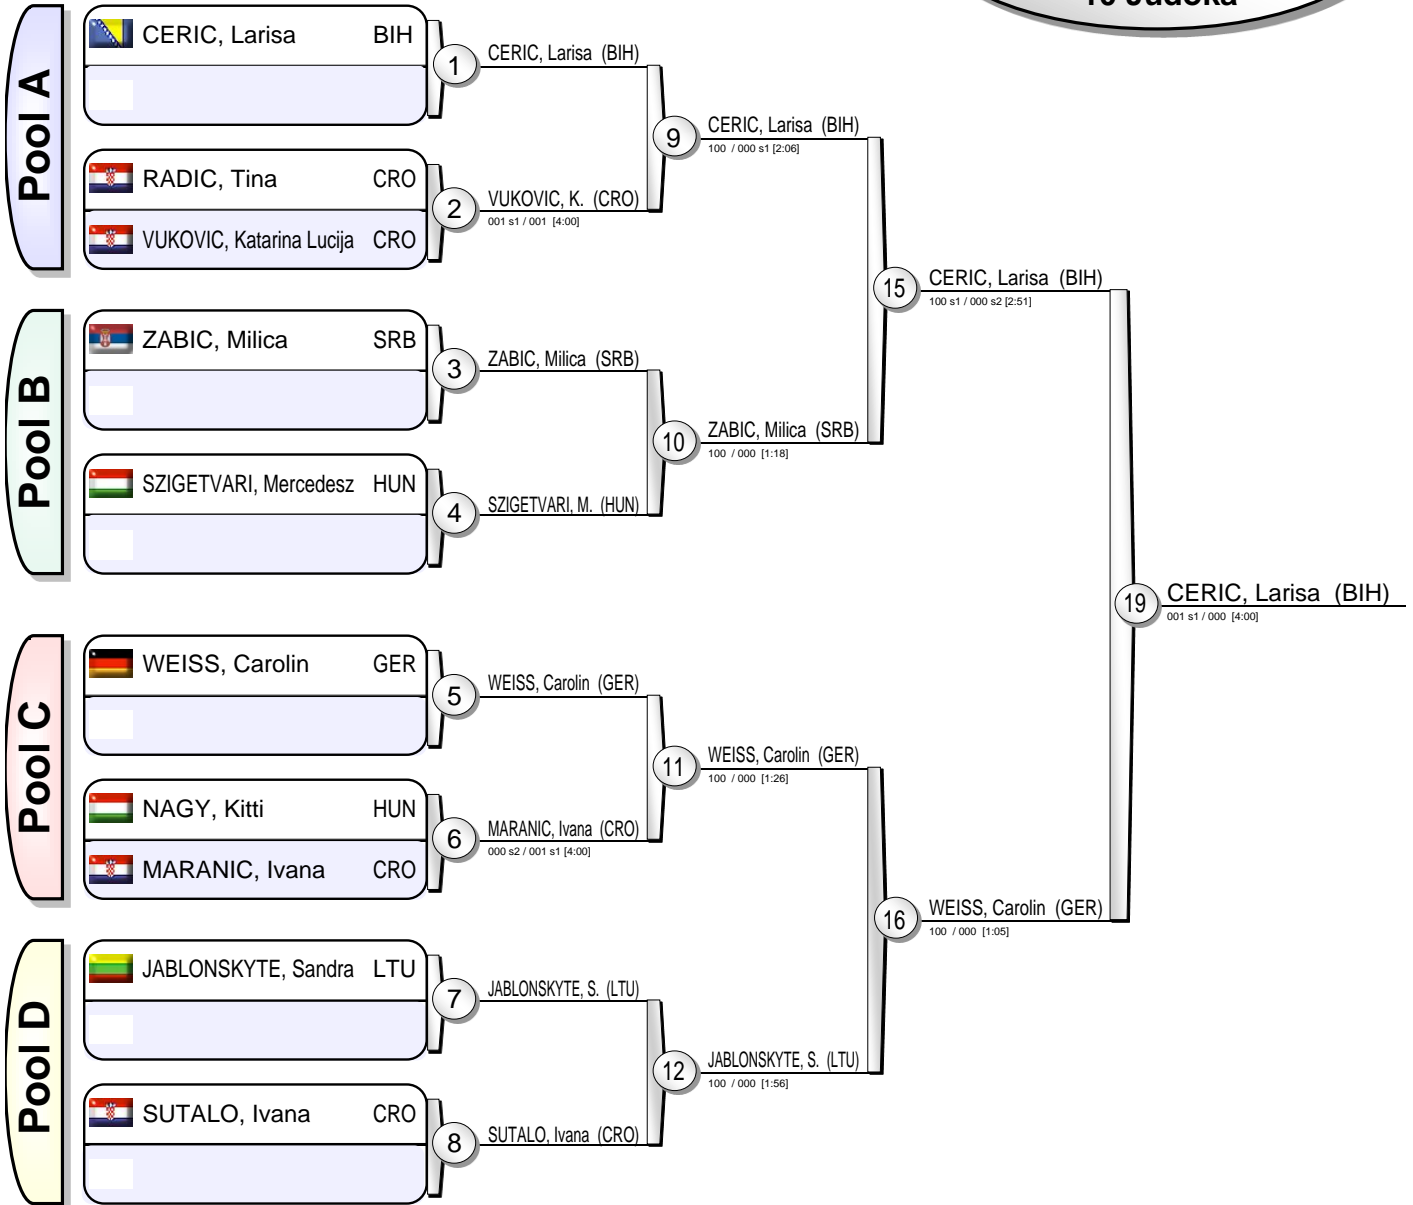 10 Judoka
Pool A
CERIC, Larisa BIH
1
CERIC, Larisa (BIH)
RADIC, Tina CRO
VUKOVIC, Katarina Lucija CRO
2
VUKOVIC, K. (CRO)
001 s1 / 001 [4:00]
9
CERIC, Larisa (BIH)
100 / 000 s1 [2:06]
Pool B
ZABIC, Milica SRB
3
ZABIC, Milica (SRB)
SZIGETVARI, Mercedesz HUN
4
SZIGETVARI, M. (HUN)
10
ZABIC, Milica (SRB)
100 / 000 [1:18]
15
CERIC, Larisa (BIH)
100 s1 / 000 s2 [2:51]
Pool C
WEISS, Carolin GER
5
WEISS, Carolin (GER)
NAGY, Kitti HUN
MARANIC, Ivana CRO
6
MARANIC, Ivana (CRO)
000 s2 / 001 s1 [4:00]
11
WEISS, Carolin (GER)
100 / 000 [1:26]
Pool D
JABLONSKYTE, Sandra LTU
7
JABLONSKYTE, S. (LTU)
SUTALO, Ivana CRO
8
SUTALO, Ivana (CRO)
12
JABLONSKYTE, S. (LTU)
100 / 000 [1:56]
16
WEISS, Carolin (GER)
100 / 000 [1:05]
19
CERIC, Larisa (BIH)
001 s1 / 000 [4:00]